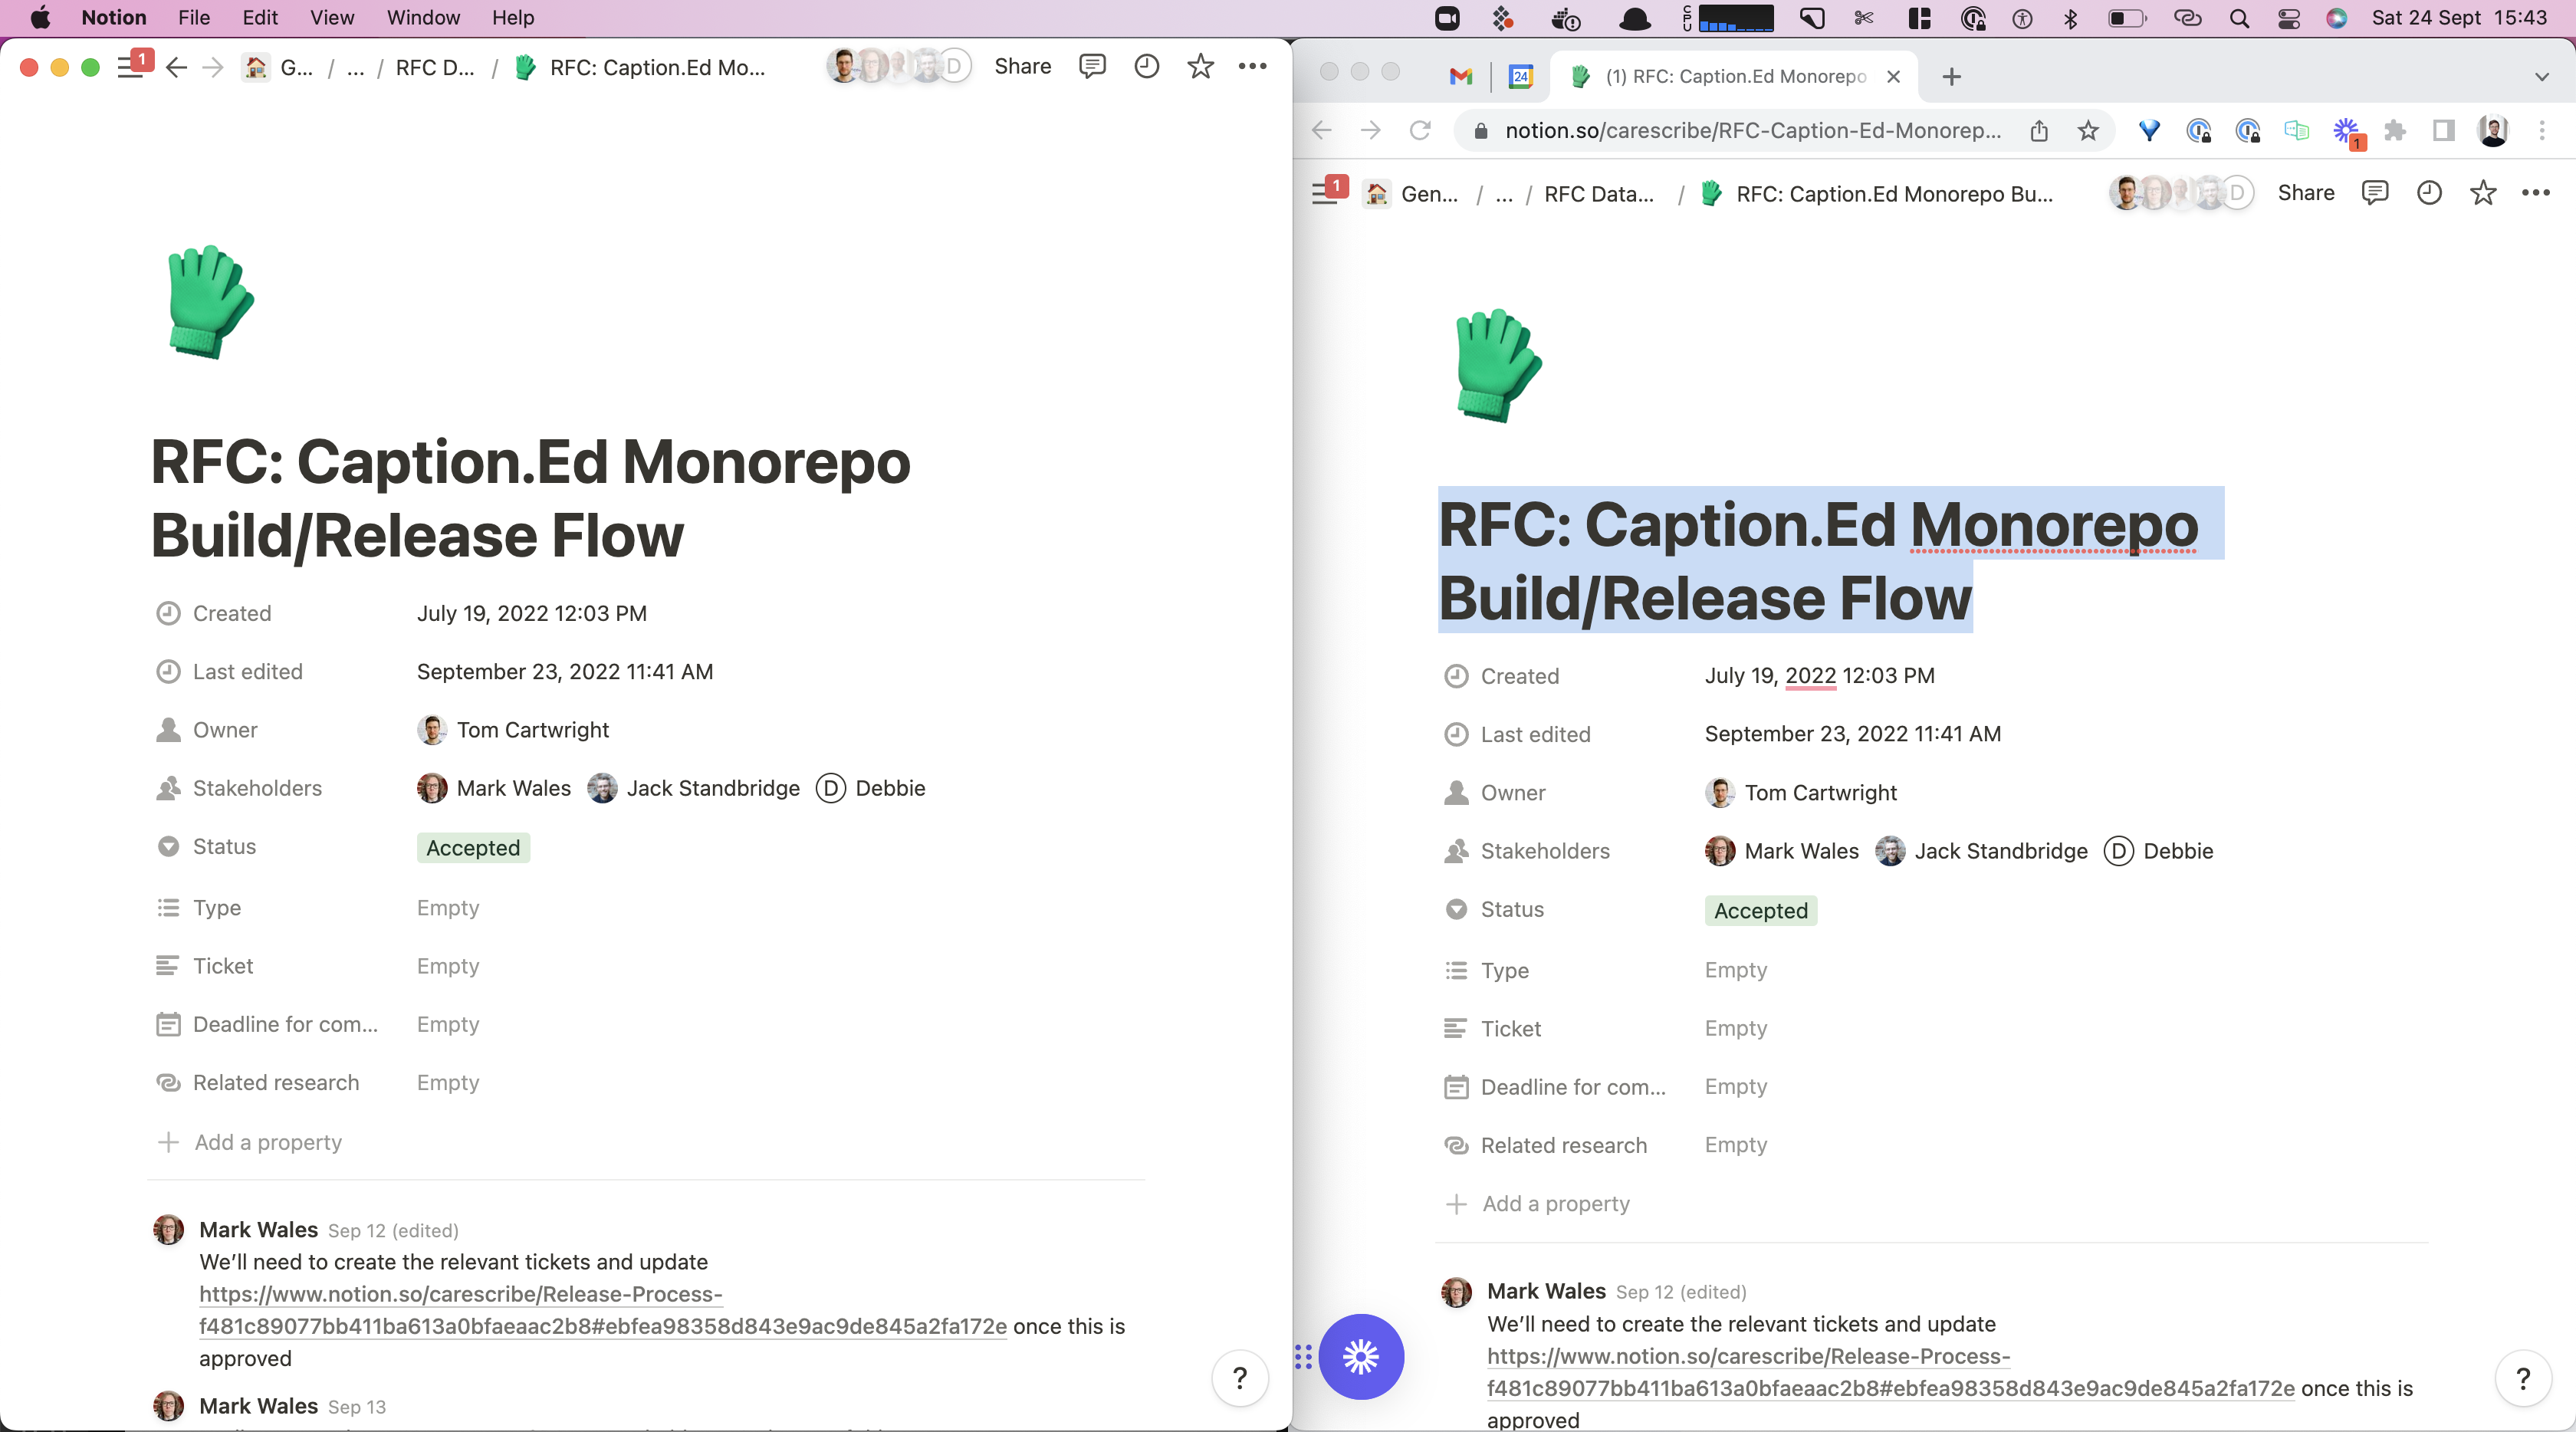 Notion File Edit View Window Help
CPU
Sat 24 Sept 15:43
1
G... / ... / RFC D... / RFC: Caption.Ed Mo...
D
Share
RFC: Caption.Ed Monorepo
Build/Release Flow
Created July 19, 2022 12:03 PM
Last edited September 23, 2022 11:41 AM
Owner Tom Cartwright
Stakeholders Mark Wales Jack Standbridge D Debbie
Status Accepted
Type Empty
Ticket Empty
Deadline for com... Empty
Related research Empty
Add a property
Mark Wales Sep 12 (edited)
We’ll need to create the relevant tickets and update
https://www.notion.so/carescribe/Release-Process-
f481c89077bb411ba613a0bfaeaac2b8#ebfea98358d843e9ac9de845a2fa172e once this is
approved
Mark Wales Sep 13
?
24
(1) RFC: Caption.Ed Monorepo
notion.so/carescribe/RFC-Caption-Ed-Monorep...
1
1
Gen... / ... / RFC Data... / RFC: Caption.Ed Monorepo Bu...
D
Share
RFC: Caption.Ed Monorepo
Build/Release Flow
Created July 19, 2022 12:03 PM
Last edited September 23, 2022 11:41 AM
Owner Tom Cartwright
Stakeholders Mark Wales Jack Standbridge D Debbie
Status Accepted
Type Empty
Ticket Empty
Deadline for com... Empty
Related research Empty
Add a property
Mark Wales Sep 12 (edited)
We’ll need to create the relevant tickets and update
https://www.notion.so/carescribe/Release-Process-
f481c89077bb411ba613a0bfaeaac2b8#ebfea98358d843e9ac9de845a2fa172e once this is
approved
?